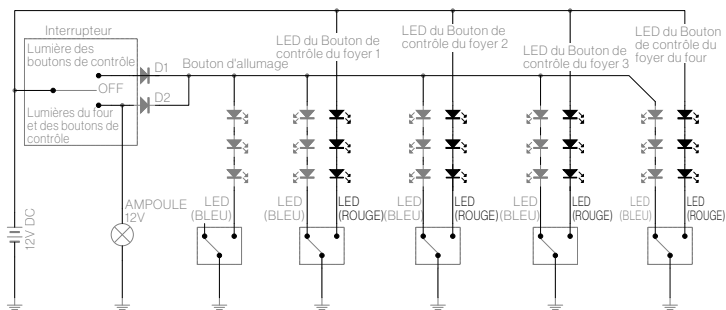 Interrupteur
Lumière des
boutons de contrôle
OFF
Lumières du four
et des boutons de
contrôle
D1
D2
Bouton d'allumage
LED du Bouton de
contrôle du foyer 1
LED du Bouton de
contrôle du foyer 2
LED du Bouton de
contrôle du foyer 3
LED du Bouton
de contrôle du
foyer du four
12V DC
AMPOULE
12V
LED
(BLEU)
LED
(BLEU)
LED
(ROUGE)
LED
(BLEU)
LED
(ROUGE)
LED
(BLEU)
LED
(ROUGE)
LED
(BLEU)
LED
(ROUGE)